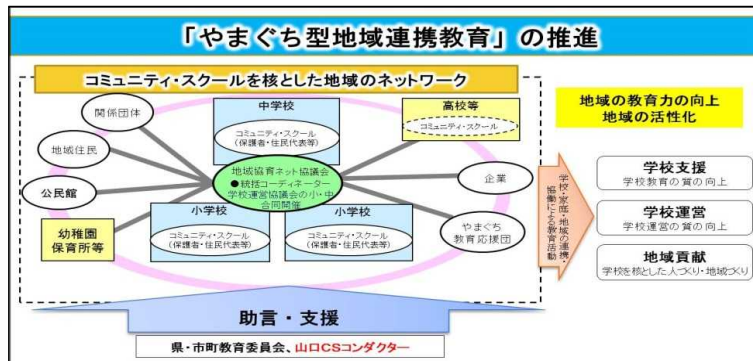 「やまぐち型地域連携教育」の推進
コミュニティ・スクールを核とした地域のネットワーク
関係団体
地域住民
公民館
幼稚園
保育所等
中学校
コミュニティ・スクール
(保護者・住民代表等)
高校等
コミュニティ・スクール
地域協育ネット協議会
●統括コーディネーター
学校運営協議会の小・中
合同開催
小学校
コミュニティ・スクール
(保護者・住民代表等)
小学校
コミュニティ・スクール
(保護者・住民代表等)
企業
やまぐち
教育応援団
学校・家庭・地域の連携・
協働による教育活動
地域の教育力の向上
地域の活性化
学校支援
学校教育の質の向上
学校運営
学校運営の質の向上
地域貢献
学校を核とした人づくり・地域づくり
助言・支援
県・市町教育委員会、山口CSコンダクター